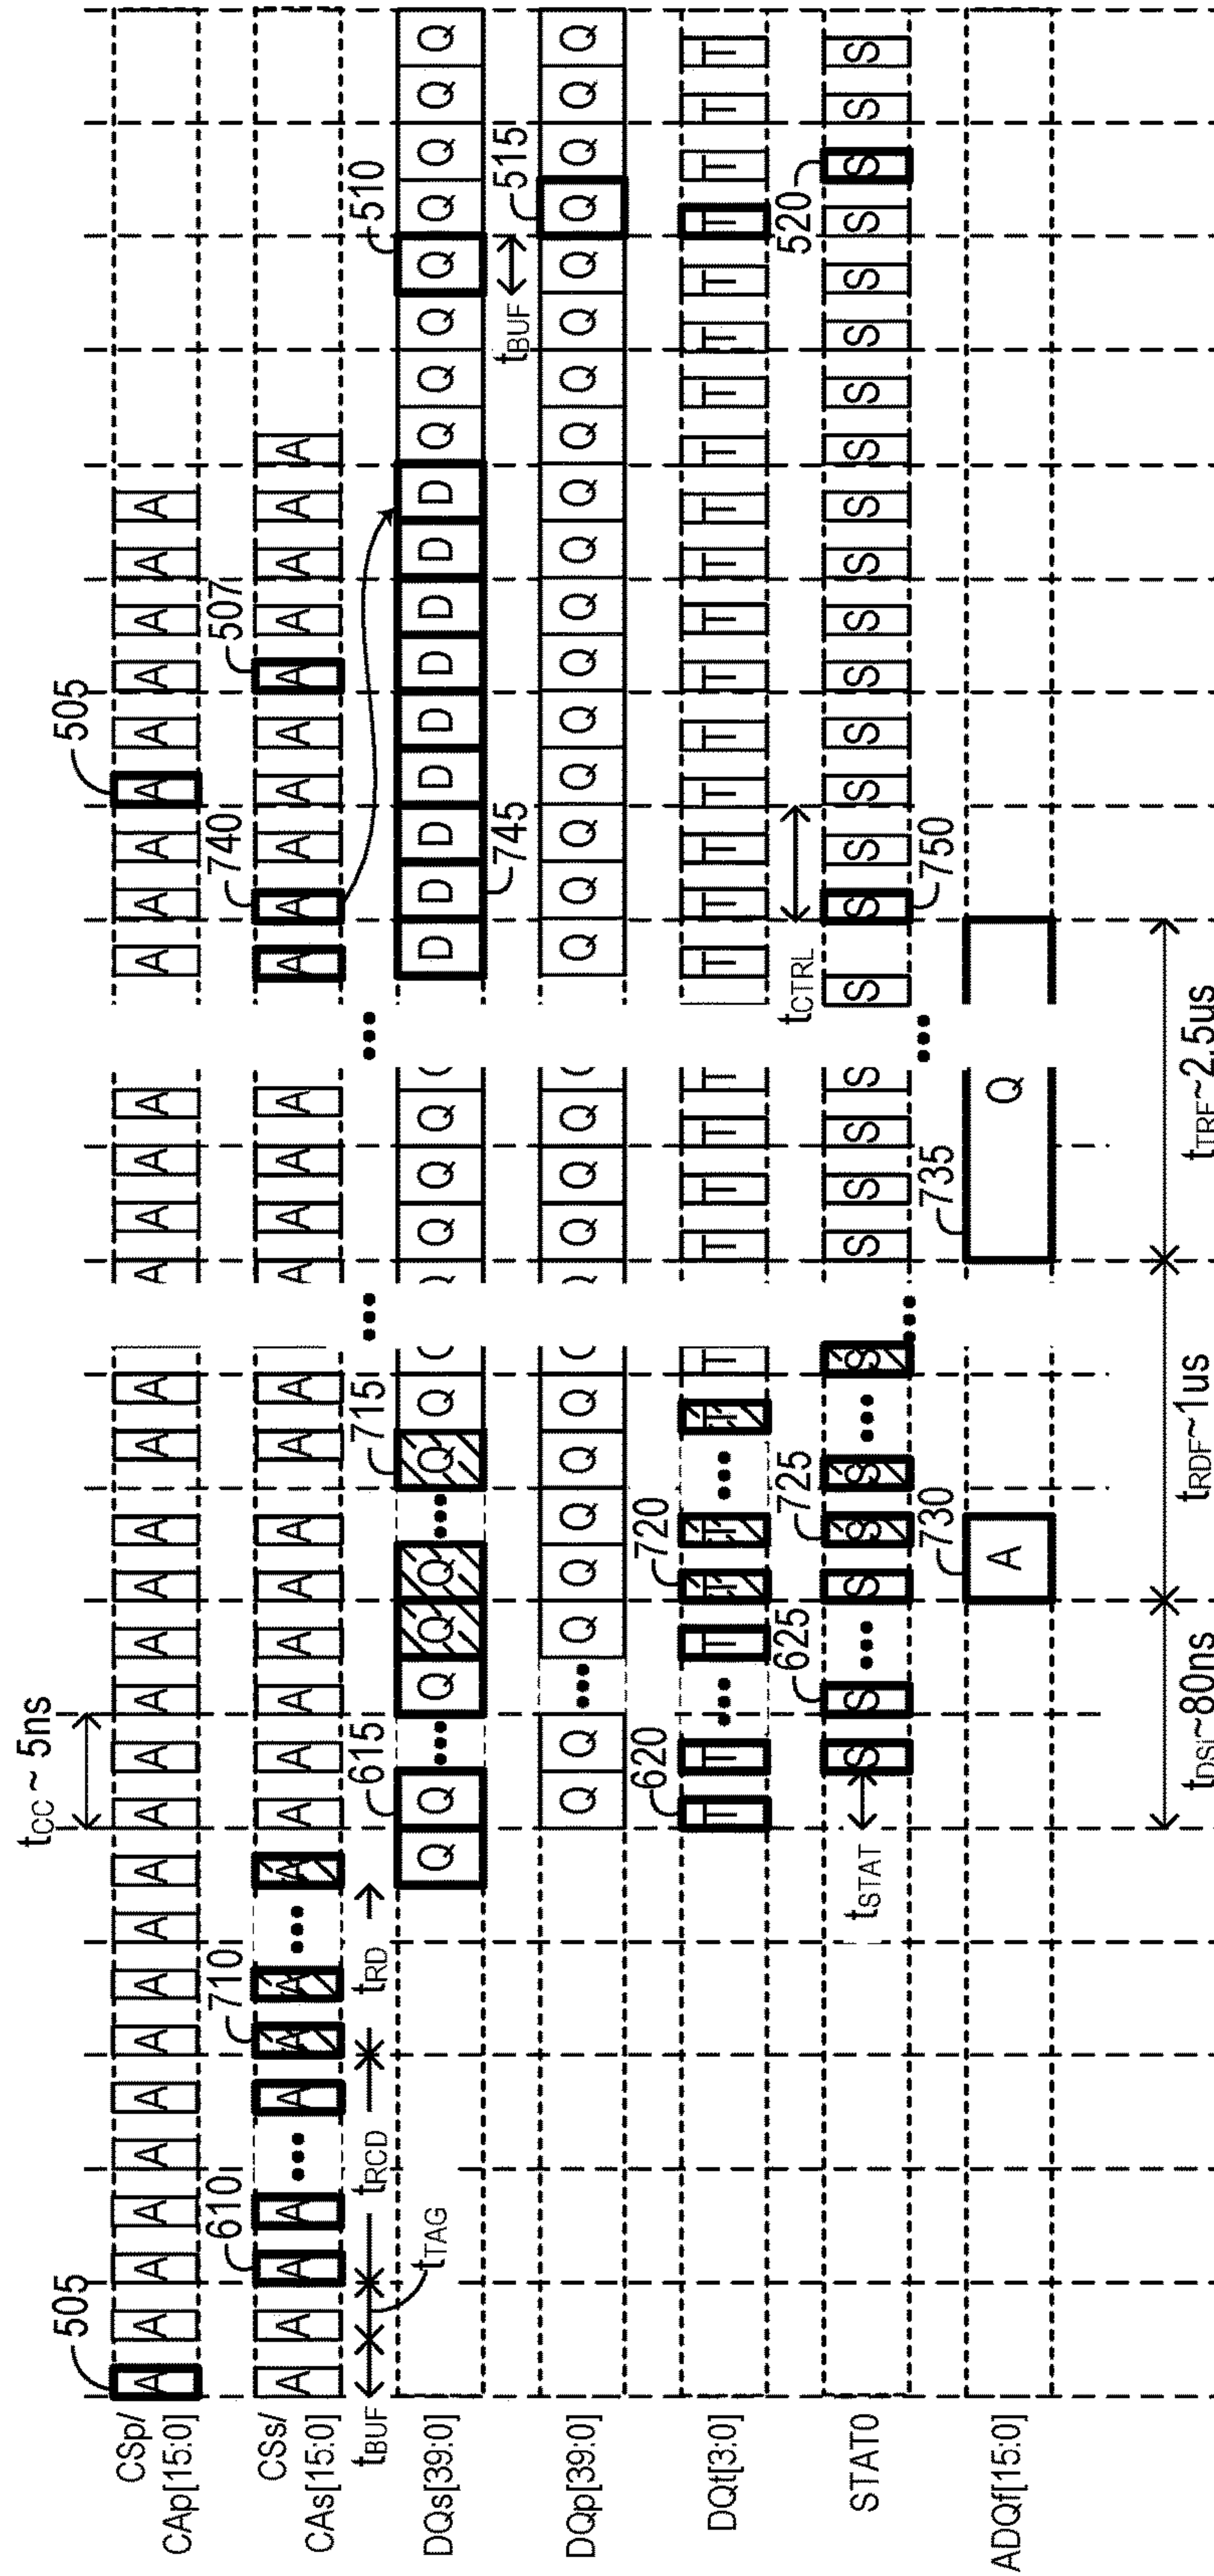 tCC ~ 5ns
505 505
CSp/
CAp[15:0]
A A A A A A A A A A A A A A A A A A A A A A A A A A A A A A A
610 710 740 507
CSs/
CAs[15:0]
A A A A ••• A A A ••• A A A A A A A A A A A A A A A A A A A A A A A
tBUF tTAG tRCD tRD 615 715 ••• ••• 510
DQs[39:0]
Q Q ••• Q Q Q ••• Q Q Q Q Q D D D D D D D D D Q Q Q Q Q Q Q Q
745 tBUF 515
DQp[39:0]
Q Q ••• Q Q Q Q Q Q Q Q Q Q Q Q Q Q Q Q Q Q Q Q Q Q Q Q Q
620 720
DQt[3:0]
T T ••• T T T ••• T T T T T T T T T T T T T T T T T T T T T T T
625 725 tCTRL 520
STAT0
S S ••• S S S ••• S S S S S S S S S S S S S S S S S S S S S S
tSTAT 730 ••• 735 ••• 750
ADQf[15:0]
A Q
tDSI~80ns tRDF~1us tTRF~2.5us